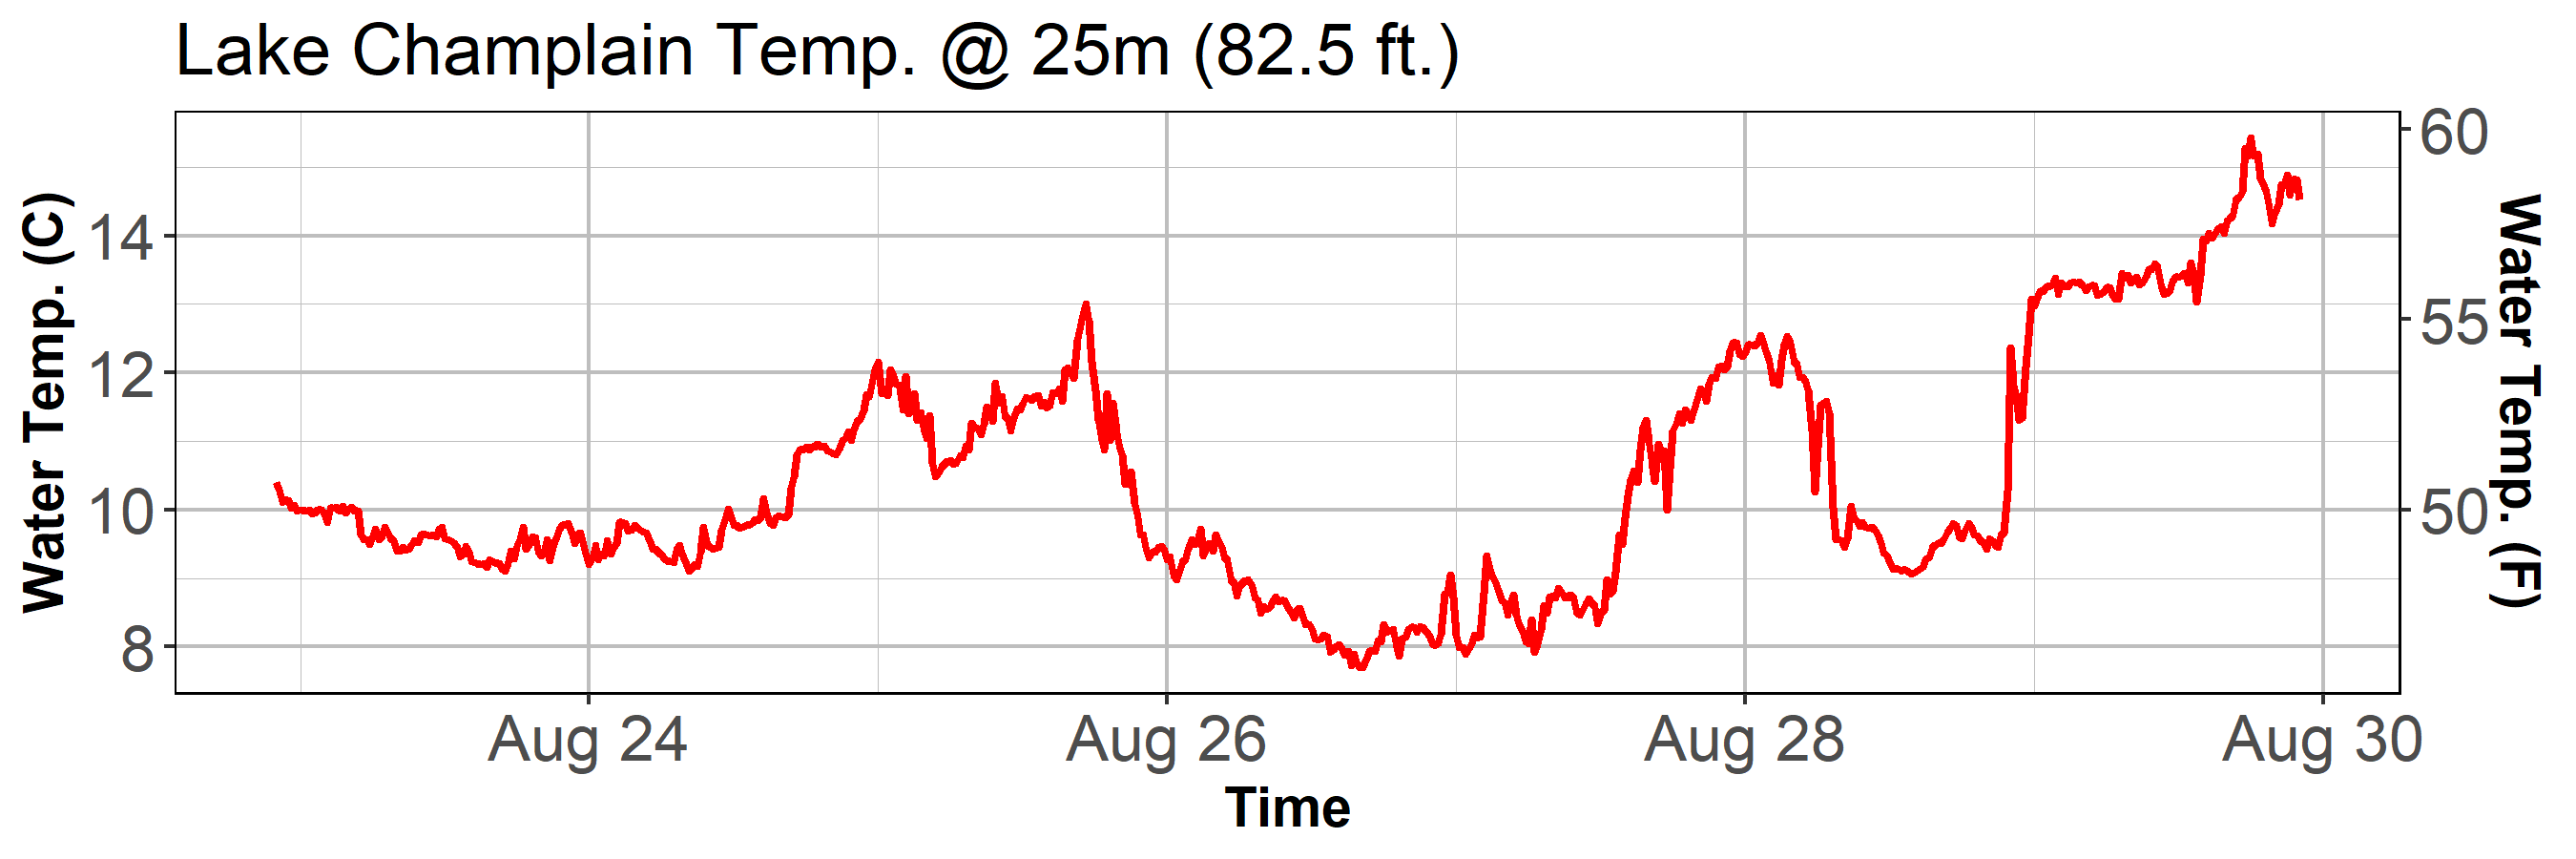 Lake Champlain Temp. @ 25m (82.5 ft.)
Water Temp. (C)
14
12
10
8
60
55
50
Water Temp. (F)
Aug 24
Aug 26
Aug 28
Aug 30
Time